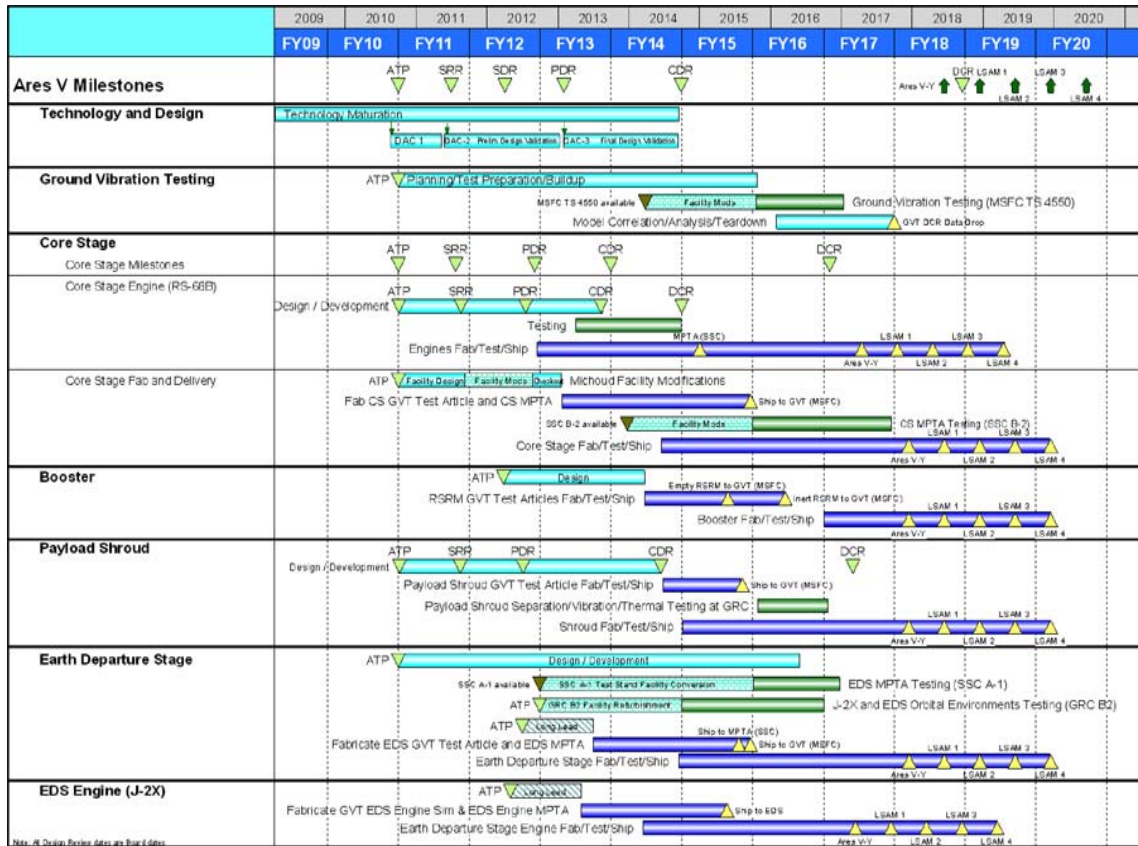 2009 2010 2011 2012 2013 2014 2015 2016 2017 2018 2019 2020
FY09 FY10 FY11 FY12 FY13 FY14 FY15 FY16 FY17 FY18 FY19 FY20
ATP SRR SDR PDR CDR DCR LSAM 1 LSAM 3
Ares V Milestones Ares V-Y
LSAM 2 LSAM 4
Technology and Design
Technology Maturation
DAC 1 DAC-2 Prelim Design Validation DAC-3 Final Design Validation
Ground Vibration Testing ATP Planning/Test Preparation/Buildup
MSFC TS 4550 available Facility Mods Ground Vibration Testing (MSFC TS 4550)
Model Correlation/Analysis/Teardown GVT DCR Data Drop
Core Stage
ATP SRR PDR CDR DCR
Core Stage Milestones
Core Stage Engine (RS-68B)
ATP SRR PDR CDR DCR
Design / Development
Testing
MPTA (SSC) LSAM 1 LSAM 3
Engines Fab/Test/Ship
Ares V-Y LSAM 2 LSAM 4
Core Stage Fab and Delivery ATP Facility Design Facility Mods Checkout Michoud Facility Modifications
Fab CS GVT Test Article and CS MPTA Ship to GVT (MSFC)
SSC B-2 available Facility Mods CS MPTA Testing (SSC B-2)
LSAM 1 LSAM 3
Core Stage Fab/Test/Ship
Ares V-Y LSAM 2 LSAM 4
Booster ATP Design
Empty RSRM to GVT (MSFC)
RSRM GVT Test Articles Fab/Test/Ship Inert RSRM to GVT (MSFC)
LSAM 1 LSAM 3
Booster Fab/Test/Ship
Ares V-Y LSAM 2 LSAM 4
Payload Shroud
ATP SRR PDR CDR DCR
Design / Development
Payload Shroud GVT Test Article Fab/Test/Ship Ship to GVT (MSFC)
Payload Shroud Separation/Vibration/Thermal Testing at GRC
LSAM 1 LSAM 3
Shroud Fab/Test/Ship
Ares V-Y LSAM 2 LSAM 4
Earth Departure Stage ATP Design / Development
SSC A-1 available SSC A-1 Test Stand Facility Conversion EDS MPTA Testing (SSC A-1)
ATP GRC B2 Facility Refurbishment J-2X and EDS Orbital Environments Testing (GRC B2)
ATP Long Lead
Ship to MPTA (SSC)
Fabricate EDS GVT Test Article and EDS MPTA Ship to GVT (MSFC)
LSAM 1 LSAM 3
Earth Departure Stage Fab/Test/Ship
Ares V-Y LSAM 2 LSAM 4
EDS Engine (J-2X) ATP Long Lead
Fabricate GVT EDS Engine Sim & EDS Engine MPTA Ship to EDS
LSAM 1 LSAM 3
Earth Departure Stage Engine Fab/Test/Ship
Ares V-Y LSAM 2 LSAM 4
Note: All Design Review dates are Board dates